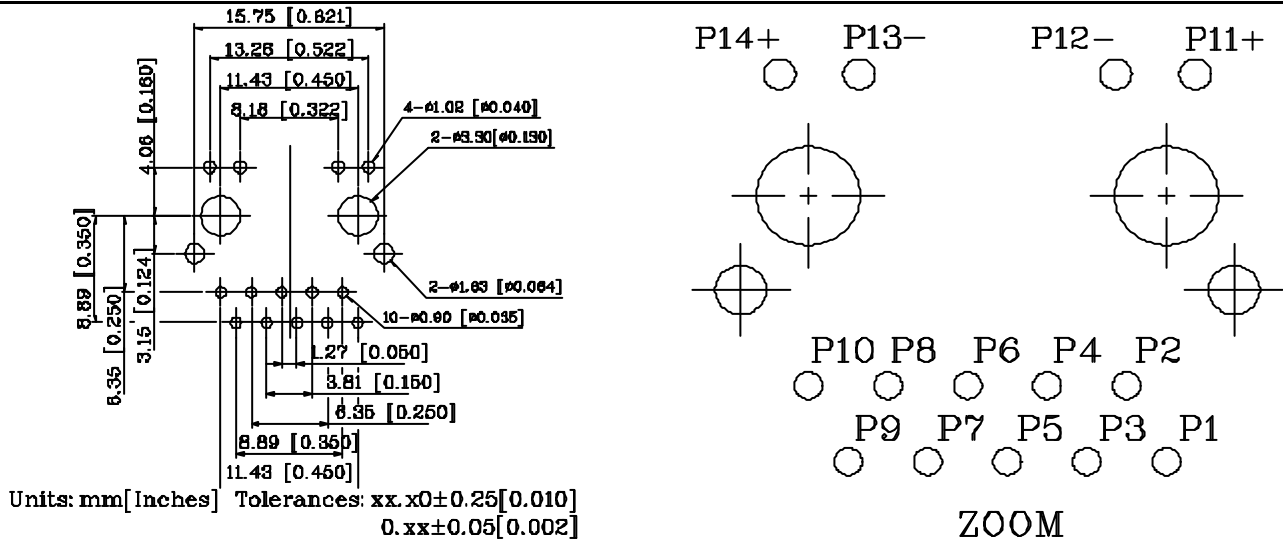 15.75 [0.621]
13.26 [0.522]
11.43 [0.450]
8.18 [0.322]
4.06 [0.160]
4-ø1.02 [ø0.040]
2-ø3.30[ø0.130]
8.89 [0.350]
6.35 [0.250]
3.15 [0.124]
2-ø1.63 [ø0.064]
10-ø0.90 [ø0.035]
1.27 [0.050]
3.81 [0.150]
6.35 [0.250]
8.89 [0.350]
11.43 [0.450]
Units: mm[Inches] Tolerances: xx.x0±0.25[0.010]
0.xx±0.05[0.002]
P14+ P13- P12- P11+
P10 P8 P6 P4 P2
P9 P7 P5 P3 P1
ZOOM